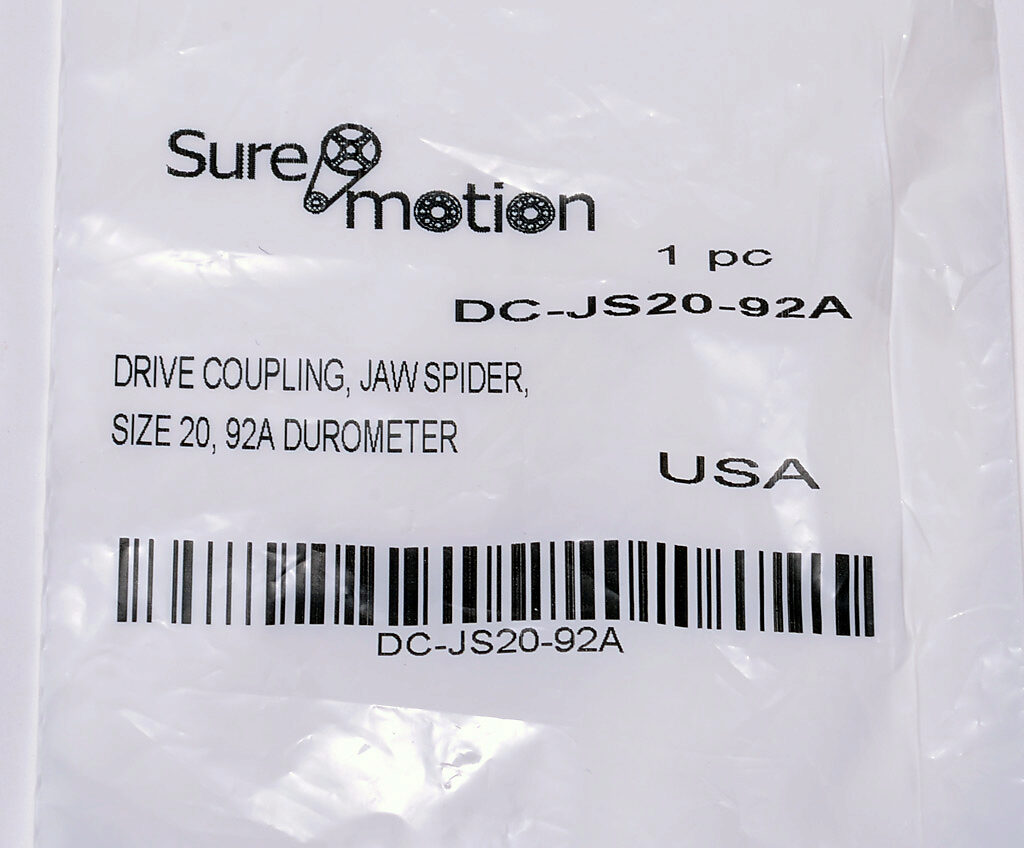 Sure
motion
1 pc
DC-JS20-92A
DRIVE COUPLING, JAW SPIDER,
SIZE 20, 92A DUROMETER
USA
DC-JS20-92A